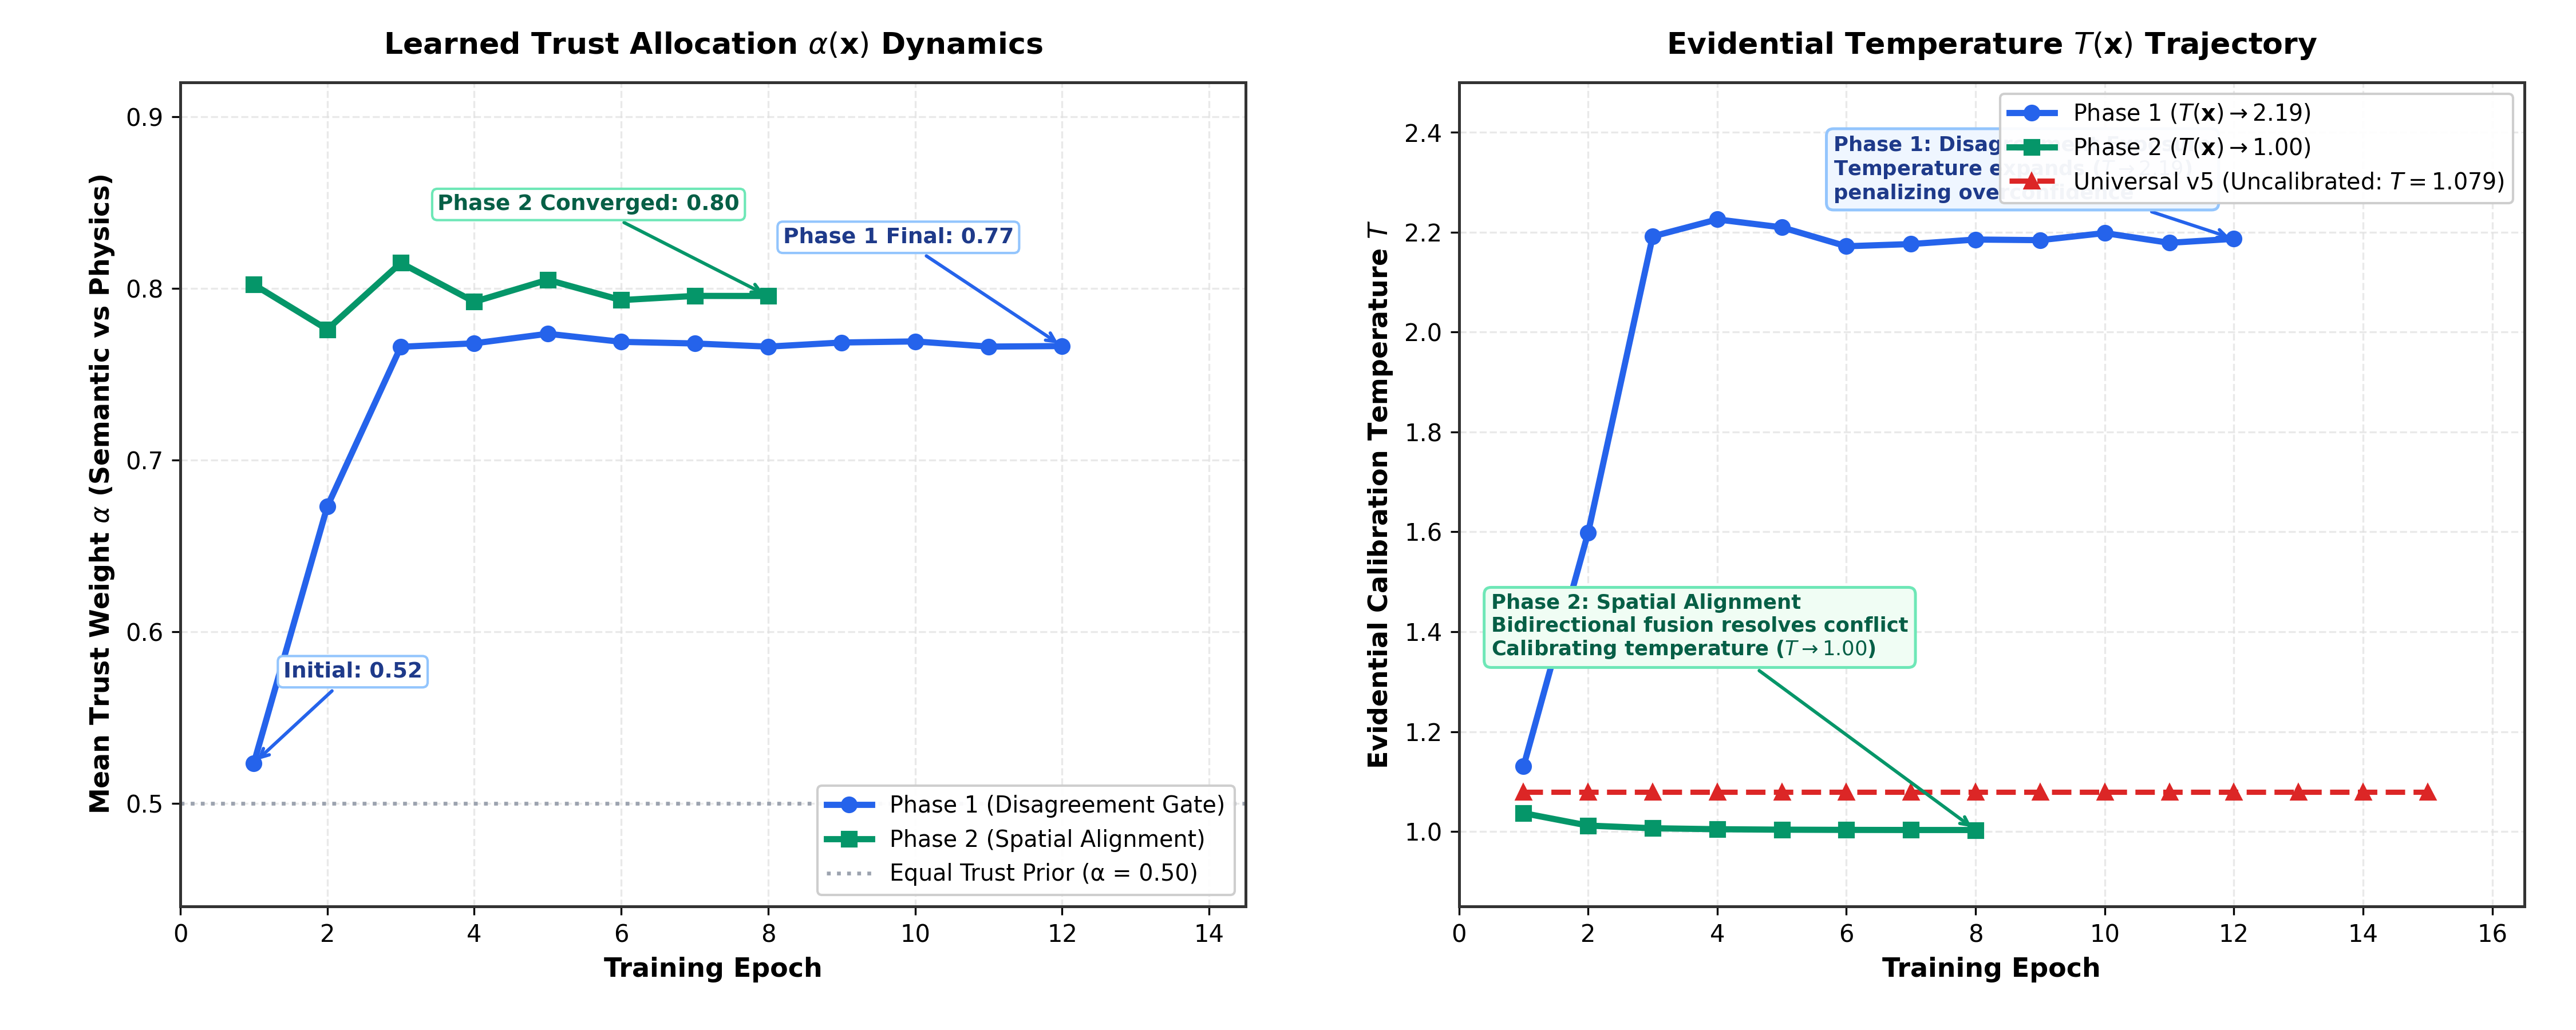 Learned Trust Allocation α(x) Dynamics
Mean Trust Weight α (Semantic vs Physics)
0.9
0.8
0.7
0.6
0.5
Phase 2 Converged: 0.80
Phase 1 Final: 0.77
Initial: 0.52
Phase 1 (Disagreement Gate)
Phase 2 (Spatial Alignment)
Equal Trust Prior (α = 0.50)
0 2 4 6 8 10 12 14
Training Epoch
Evidential Temperature T(x) Trajectory
Evidential Calibration Temperature T
2.4
2.2
2.0
1.8
1.6
1.4
1.2
1.0
Phase 1 (T(x) → 2.19)
Phase 2 (T(x) → 1.00)
Universal v5 (Uncalibrated: T = 1.079)
Phase 1:
Temperature expands
penalizing overconfidence
Phase 2: Spatial Alignment
Bidirectional fusion resolves conflict
Calibrating temperature (T → 1.00)
0 2 4 6 8 10 12 14 16
Training Epoch